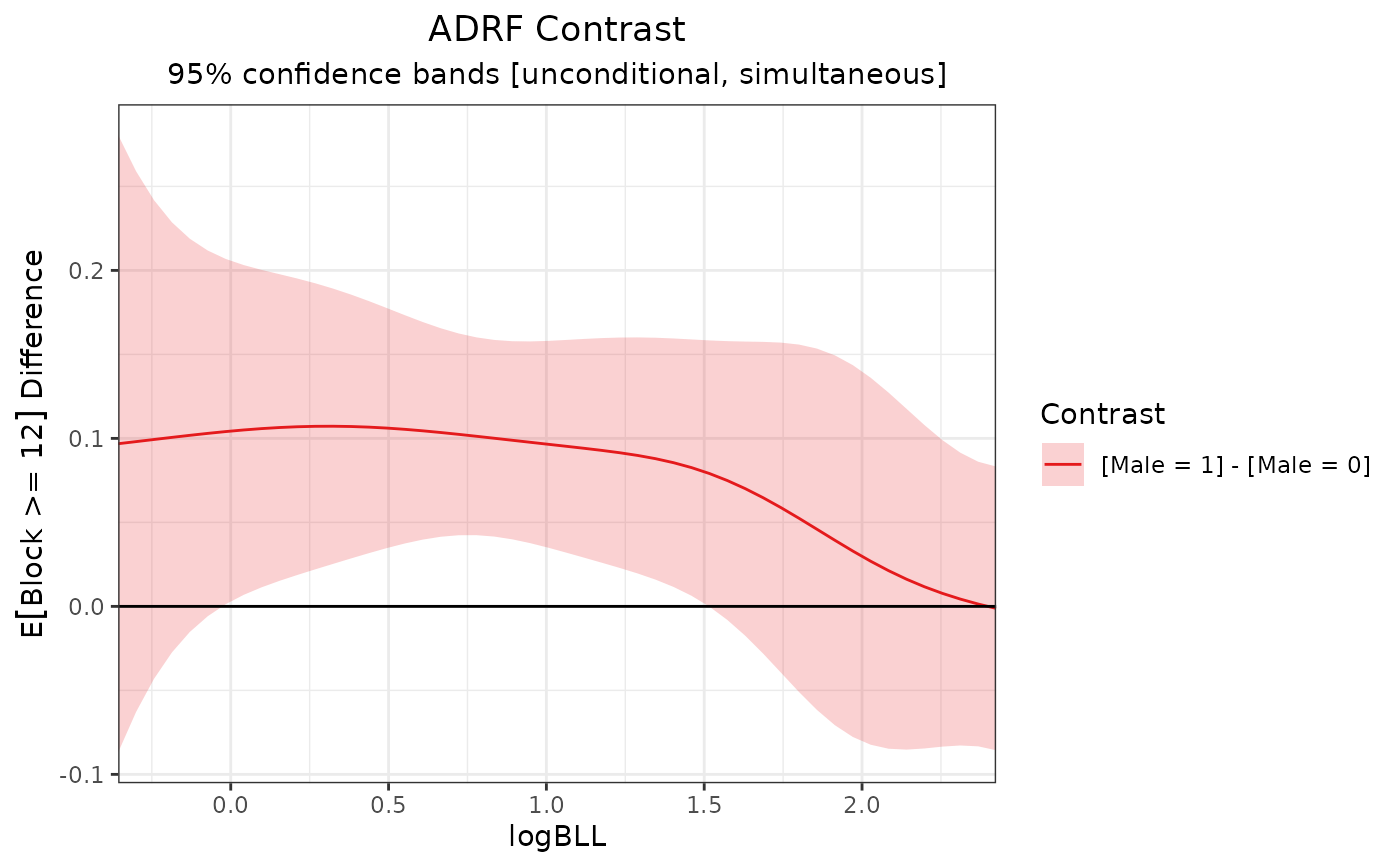 ADRF Contrast
95% confidence bands [unconditional, simultaneous]
E[Block >= 12] Difference
0.2
0.1
0.0
-0.1
0.0 0.5 1.0 1.5 2.0
logBLL
Contrast
[Male = 1] - [Male = 0]